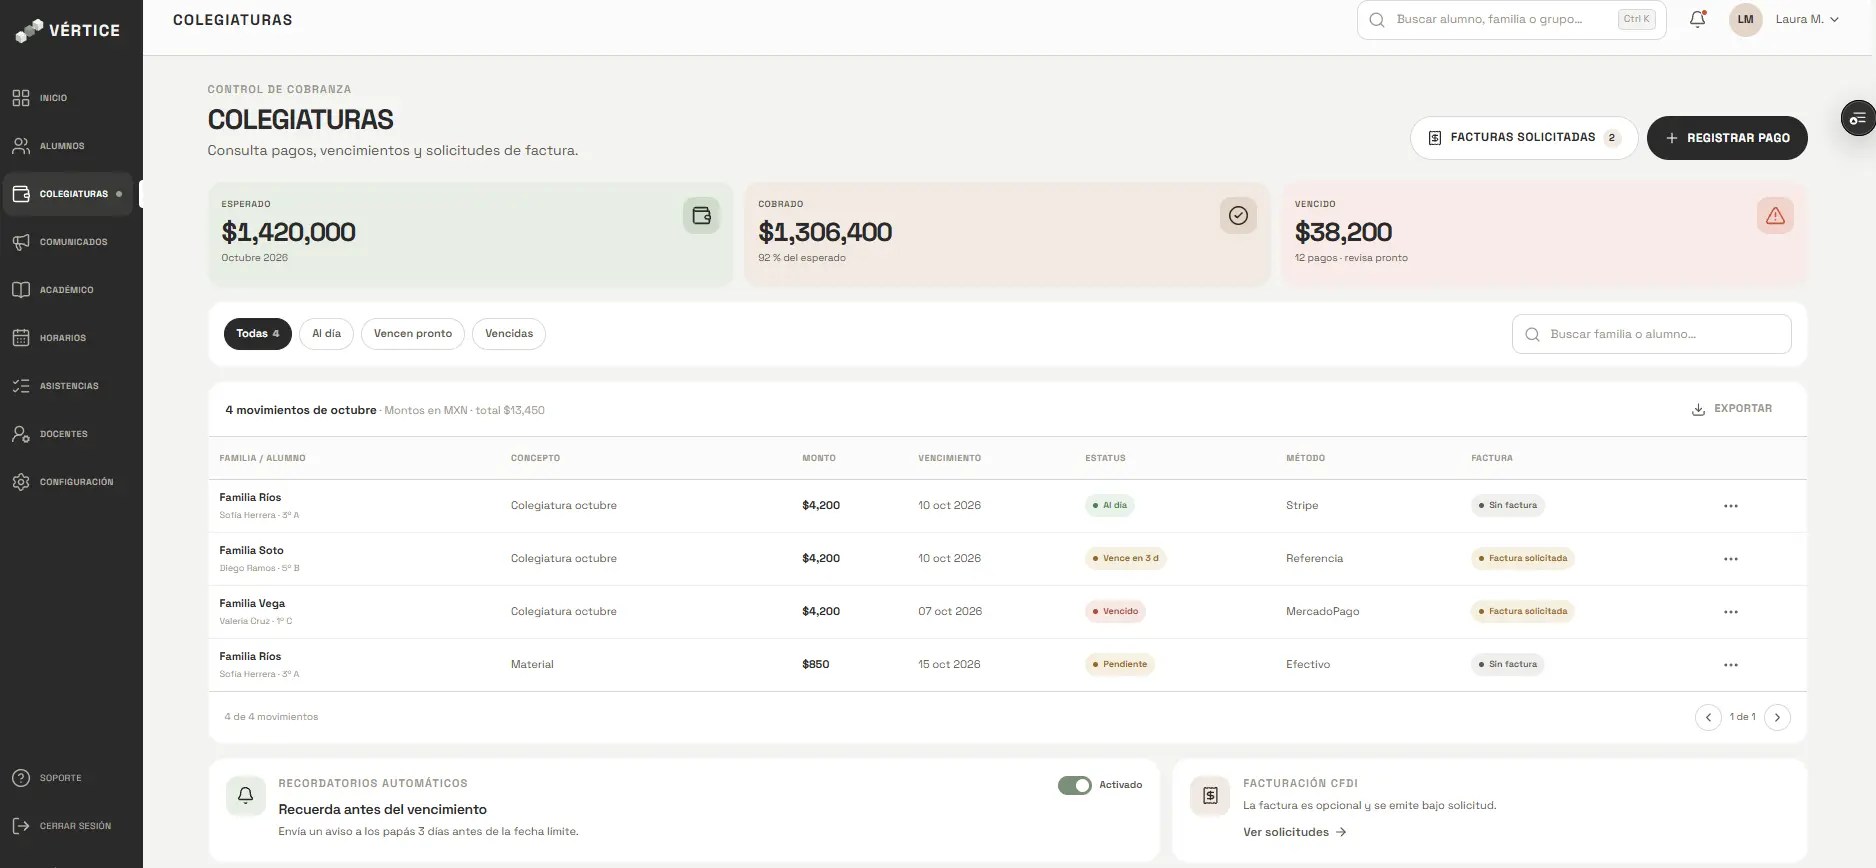 VÉRTICE
COLEGIATURAS
Buscar alumno, familia o grupo...
Ctrl K
LM
Laura M.
INICIO
ALUMNOS
COLEGIATURAS
COMUNICADOS
ACADÉMICO
HORARIOS
ASISTENCIAS
DOCENTES
CONFIGURACIÓN
SOPORTE
CERRAR SESIÓN
CONTROL DE COBRANZA
COLEGIATURAS
Consulta pagos, vencimientos y solicitudes de factura.
FACTURAS SOLICITADAS 2
REGISTRAR PAGO
ESPERADO
$1,420,000
Octubre 2026
COBRADO
$1,306,400
92 % del esperado
VENCIDO
$38,200
12 pagos · revisa pronto
Todas 4
Al día
Vencen pronto
Vencidas
Buscar familia o alumno...
4 movimientos de octubre · Montos en MXN · total $13,450
EXPORTAR
FAMILIA / ALUMNO CONCEPTO MONTO VENCIMIENTO ESTATUS MÉTODO FACTURA
Familia Ríos
Sofía Herrera · 3º A
Colegiatura octubre $4,200 10 oct 2026 Al día Stripe Sin factura
Familia Soto
Diego Ramos · 5º B
Colegiatura octubre $4,200 10 oct 2026 Vence en 3 d Referencia Factura solicitada
Familia Vega
Valeria Cruz · 1º C
Colegiatura octubre $4,200 07 oct 2026 Vencido MercadoPago Factura solicitada
Familia Ríos
Sofía Herrera · 3º A
Material $850 15 oct 2026 Pendiente Efectivo Sin factura
4 de 4 movimientos
1 de 1
RECORDATORIOS AUTOMÁTICOS
Recuerda antes del vencimiento
Envía un aviso a los papás 3 días antes de la fecha límite.
Activado
FACTURACIÓN CFDI
La factura es opcional y se emite bajo solicitud.
Ver solicitudes